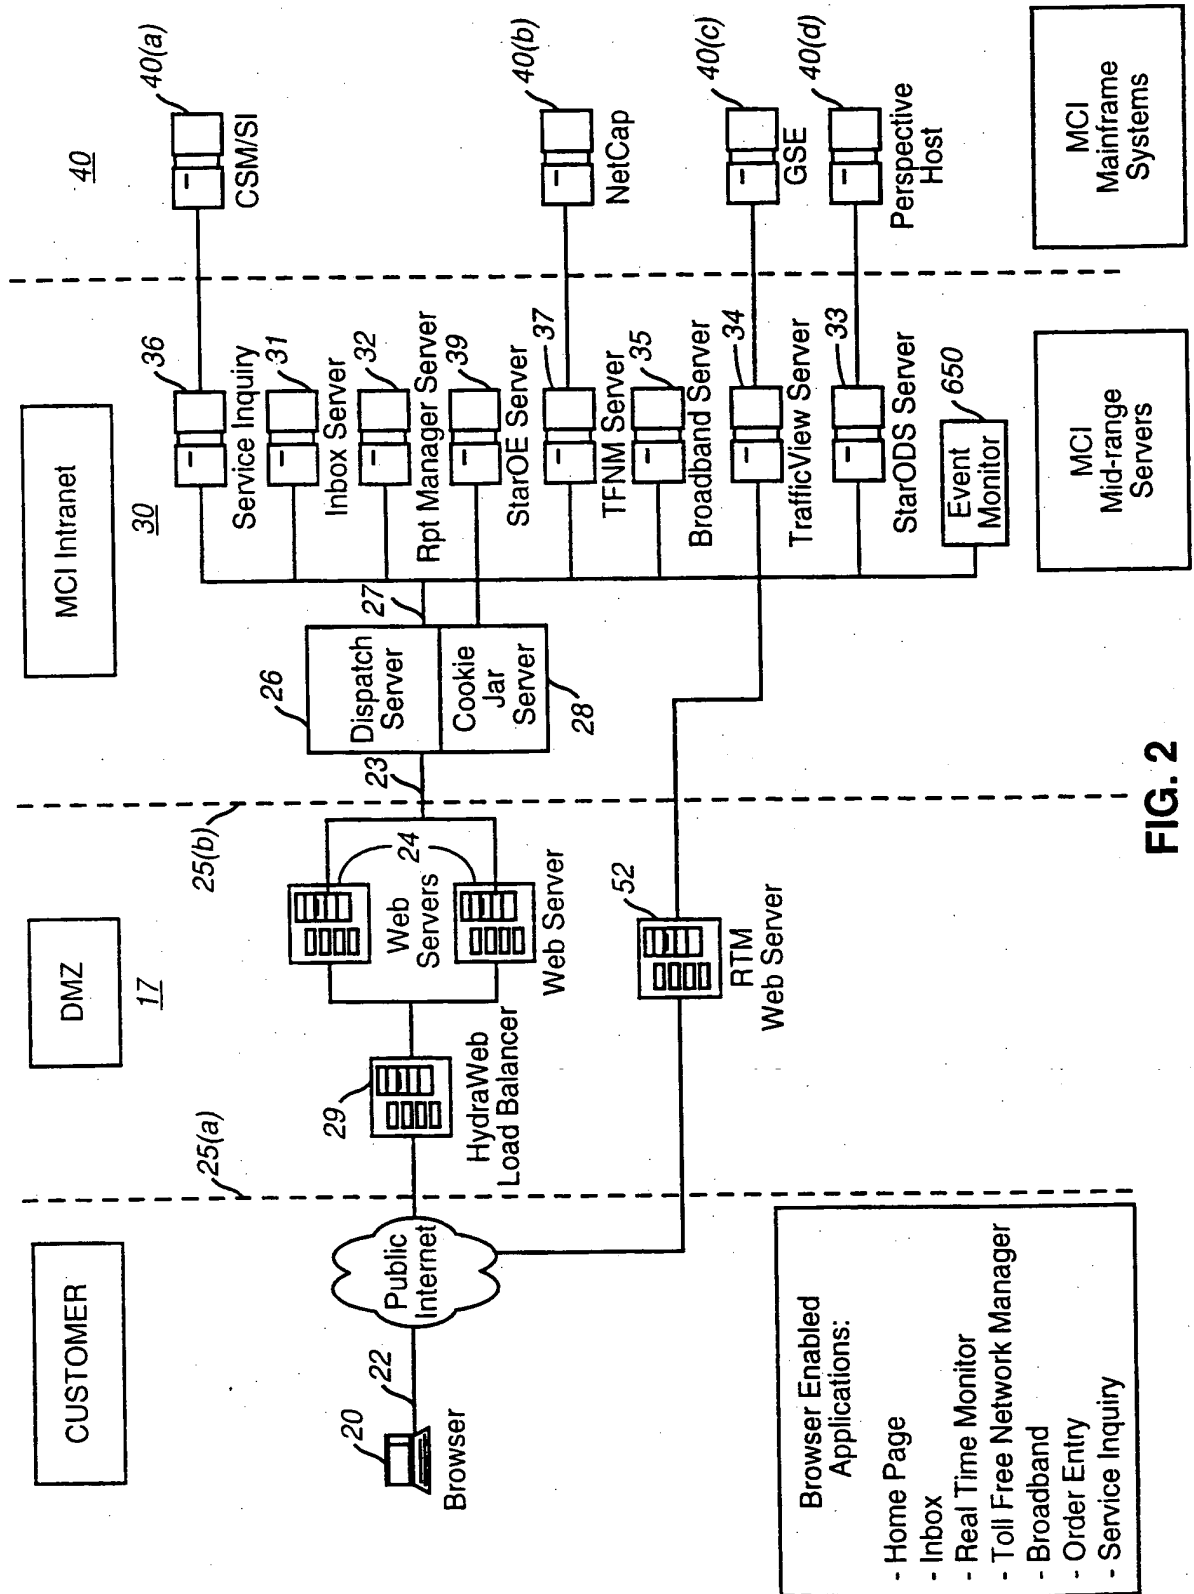 CUSTOMER
DMZ
17
MCI Intranet
30
40
25(a)
25(b)
20
22
Browser
Public
Internet
29
HydraWeb
Load Balancer
24
Web
Servers
Web Server
52
RTM
Web Server
23
26
Dispatch
Server
Cookie
Jar
Server
28
27
36
Service Inquiry
31
Inbox Server
32
Rpt Manager Server
39
StarOE Server
37
TFNM Server
35
Broadband Server
34
TrafficView Server
33
StarODS Server
650
Event
Monitor
40(a)
CSM/SI
40(b)
NetCap
40(c)
GSE
40(d)
Perspective
Host
Browser Enabled
Applications:
- Home Page
- Inbox
- Real Time Monitor
- Toll Free Network Manager
- Broadband
- Order Entry
- Service Inquiry
MCI
Mid-range
Servers
MCI
Mainframe
Systems
FIG. 2